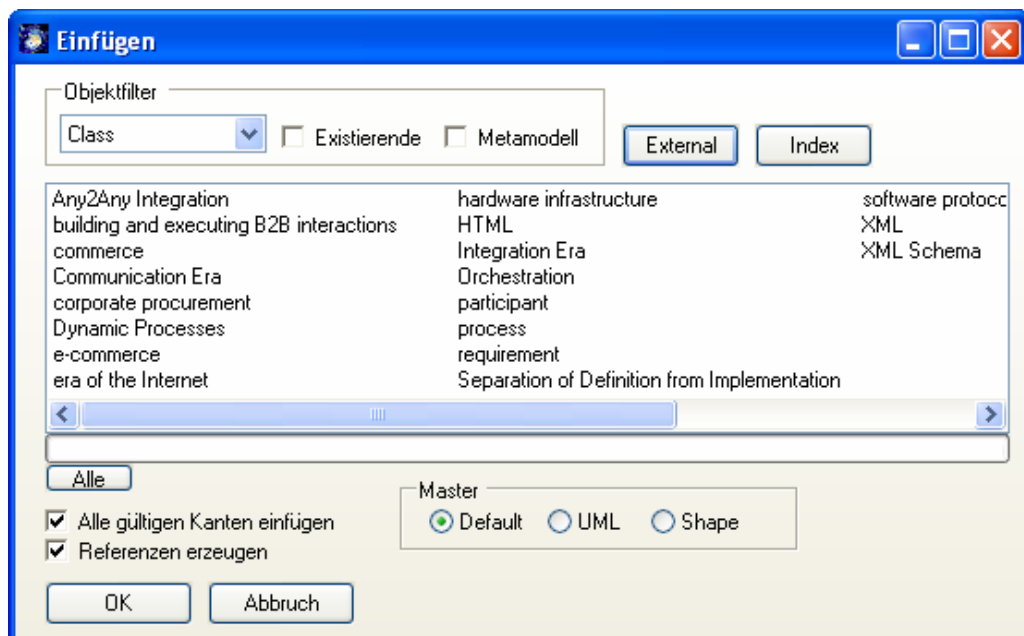 Einfügen
Objektfilter
Class Existierende Metamodell External Index
Any2Any Integration hardware infrastructure software protocc
building and executing B2B interactions HTML XML
commerce Integration Era XML Schema
Communication Era Orchestration
corporate procurement participant
Dynamic Processes process
e-commerce requirement
era of the Internet Separation of Definition from Implementation
Alle
Master
Alle gültigen Kanten einfügen Default UML Shape
Referenzen erzeugen
OK Abbruch